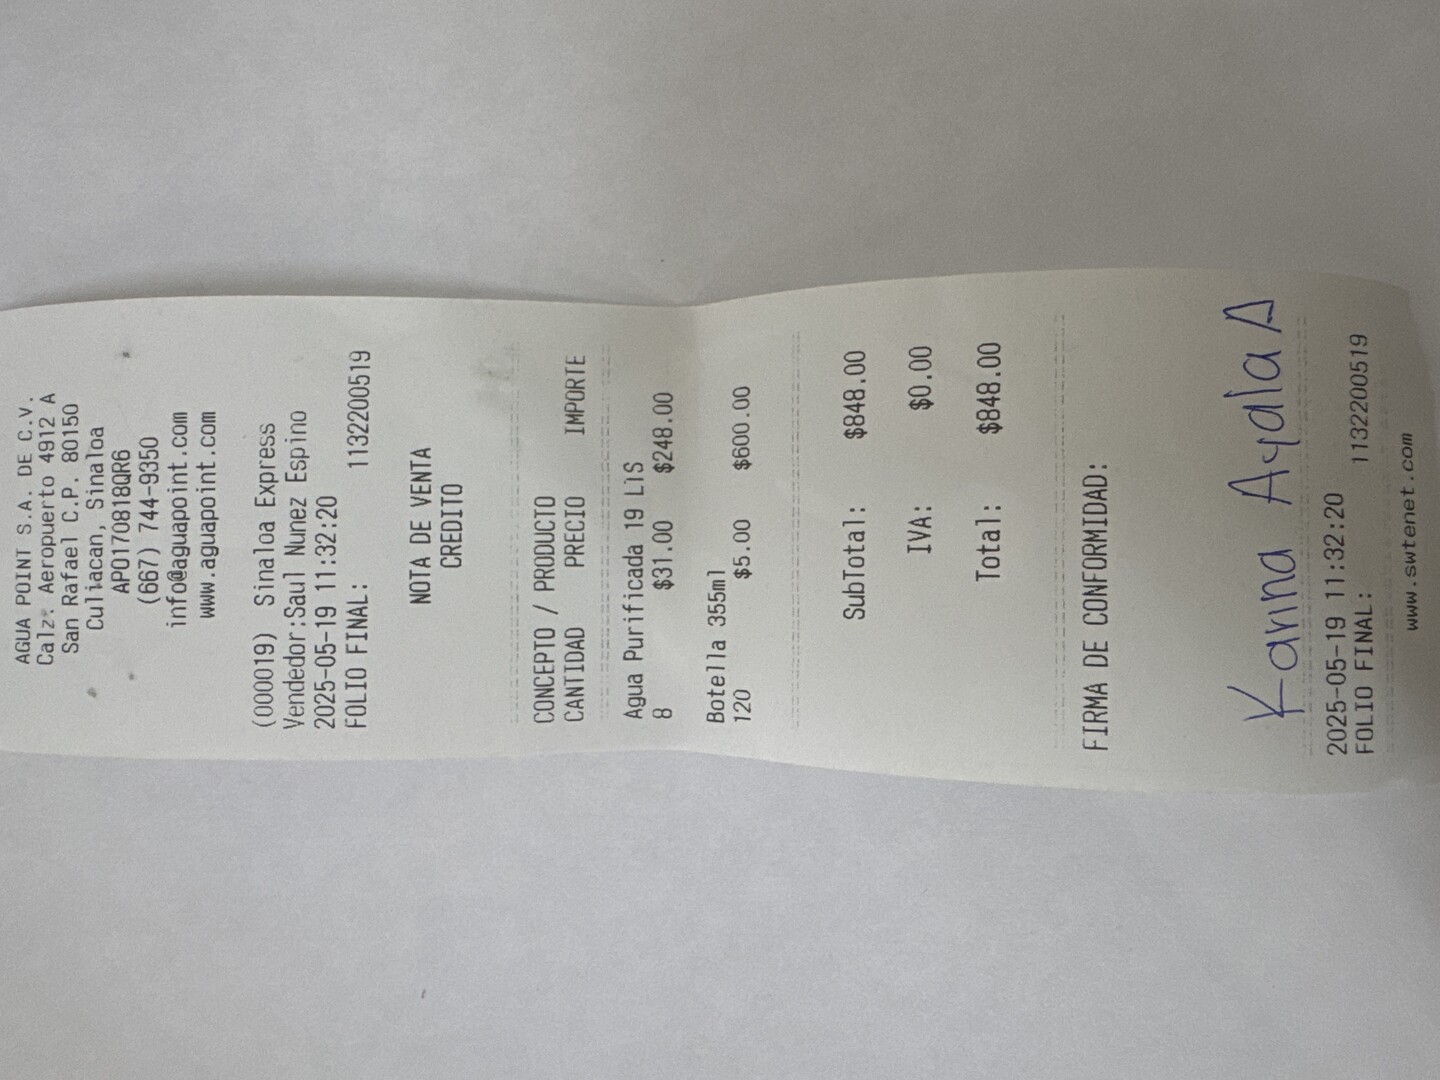 AGUA POINT S.A. DE C.V.
Calz. Aeropuerto 4912 A
San Rafael C.P. 80150
Culiacan, Sinaloa
APO170818QR6
(667) 744-9350
info@aguapoint.com
www.aguapoint.com
(000019) Sinaloa Express
Vendedor:Saul Nunez Espino
2025-05-19 11:32:20
FOLIO FINAL: 1132200519
NOTA DE VENTA
CREDITO
CONCEPTO / PRODUCTO
CANTIDAD PRECIO IMPORTE
Agua Purificada 19 LTS
8 $31.00 $248.00
Botella 355ml
120 $5.00 $600.00
SubTotal: $848.00
IVA: $0.00
Total: $848.00
FIRMA DE CONFORMIDAD:
Karina Ayala A
2025-05-19 11:32:20
FOLIO FINAL: 1132200519
www.swtenet.com